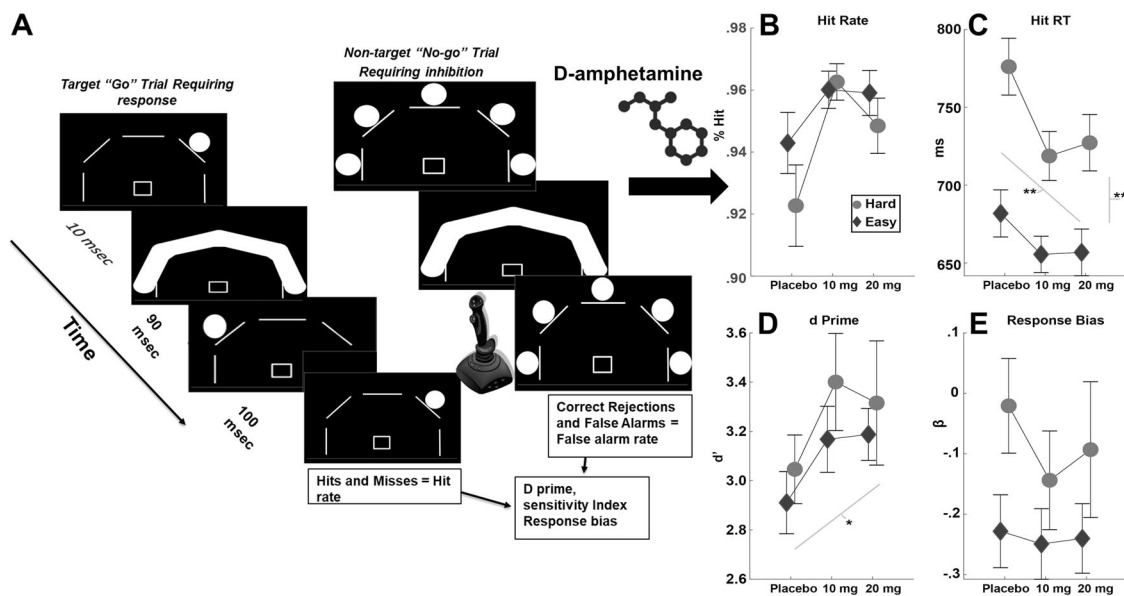 A
Target “Go” Trial Requiring
response
Non-target “No-go” Trial
Requiring inhibition
D-amphetamine
10 msec
90
msec
100
msec
Time
Hits and Misses = Hit
rate
Correct Rejections
and False Alarms =
False alarm rate
D prime,
sensitivity Index
Response bias
B
Hit Rate
% Hit
.98
.96
.94
.92
.90
Hard
Easy
Placebo 10 mg 20 mg
C
Hit RT
ms
800
750
700
650
**
**
Placebo 10 mg 20 mg
D
d Prime
d'
3.6
3.4
3.2
3.0
2.8
2.6
*
Placebo 10 mg 20 mg
E
Response Bias
β
.1
0
-.1
-.2
-.3
Placebo 10 mg 20 mg